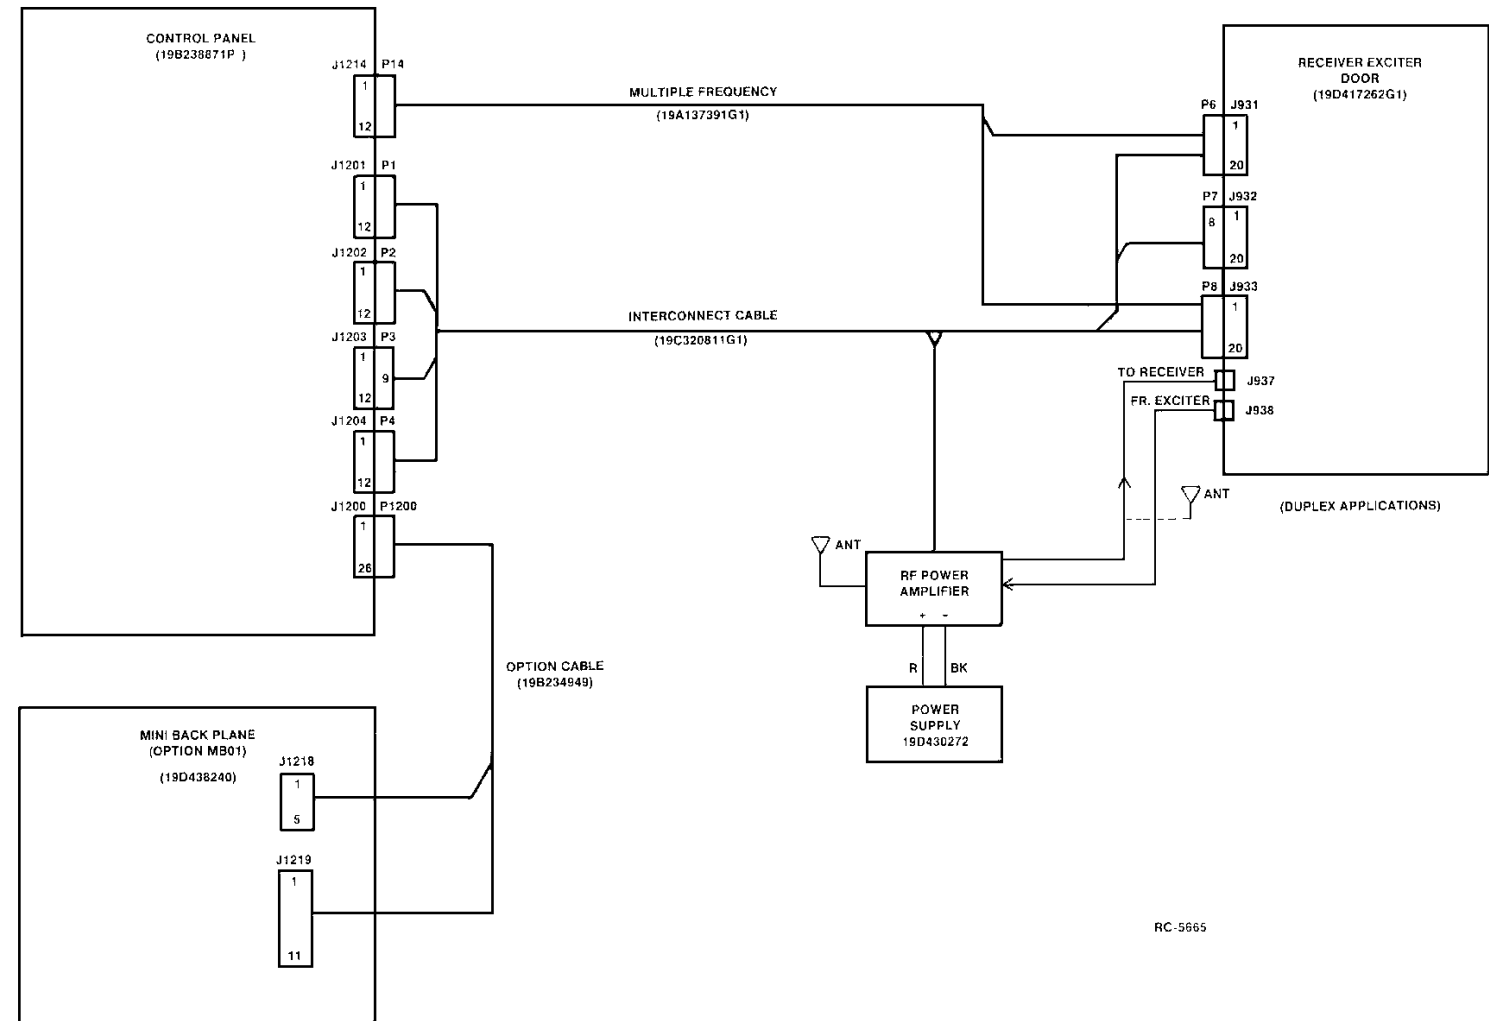 CONTROL PANEL
(19B238871P )
J1214 P14
1
12
J1201 P1
1
12
J1202 P2
1
12
J1203 P3
1
9
12
J1204 P4
1
12
J1200 P1200
1
26
MULTIPLE FREQUENCY
(19A137391G1)
INTERCONNECT CABLE
(19C320811G1)
RECEIVER EXCITER
DOOR
(19D417262G1)
P6 J931
1
20
P7 J932
8 1
20
P8 J933
1
20
TO RECEIVER
J937
FR. EXCITER
J938
ANT
(DUPLEX APPLICATIONS)
ANT
RF POWER
AMPLIFIER
+ -
R BK
POWER
SUPPLY
19D430272
OPTION CABLE
(19B234949)
MINI BACK PLANE
(OPTION MB01)
(19D438240)
J1218
1
5
J1219
1
11
RC-5665